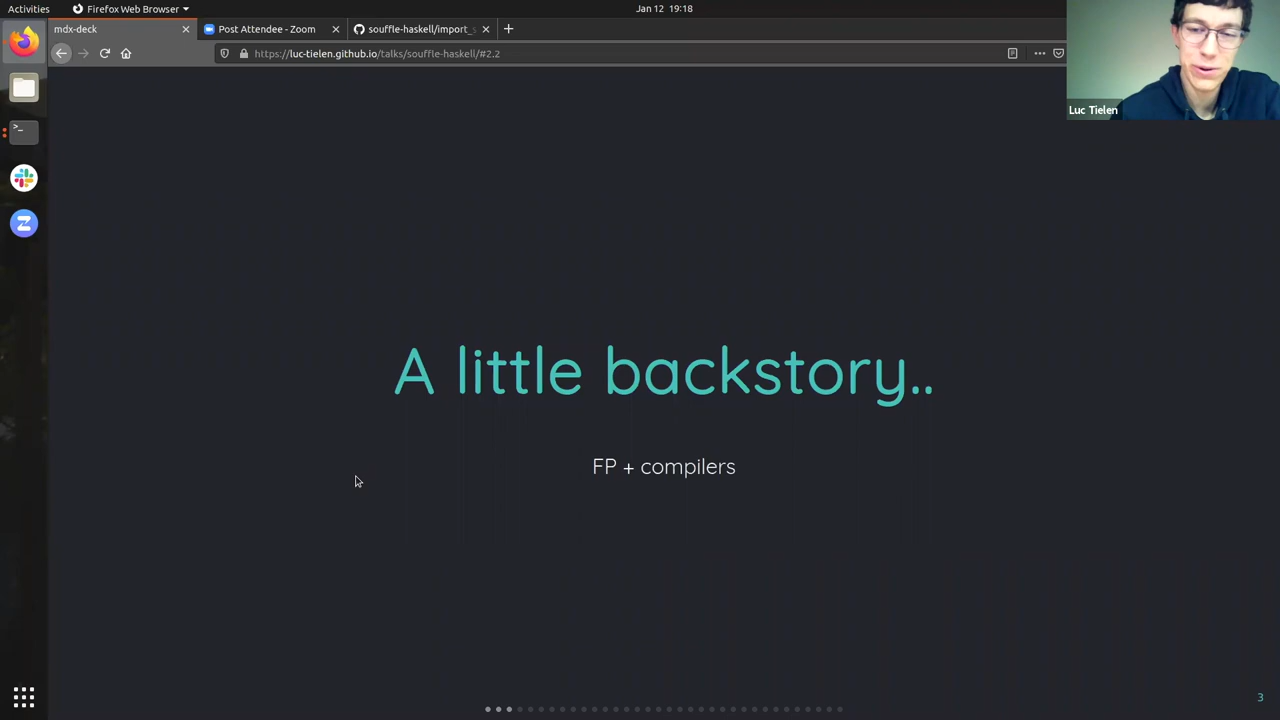 Activities
Firefox Web Browser
Jan 12 19:18
mdx-deck
Post Attendee - Zoom
souffle-haskell/import_s
https://luc-tielen.github.io/talks/souffle-haskell/#2.2
Luc Tielen
A little backstory..
FP + compilers
3